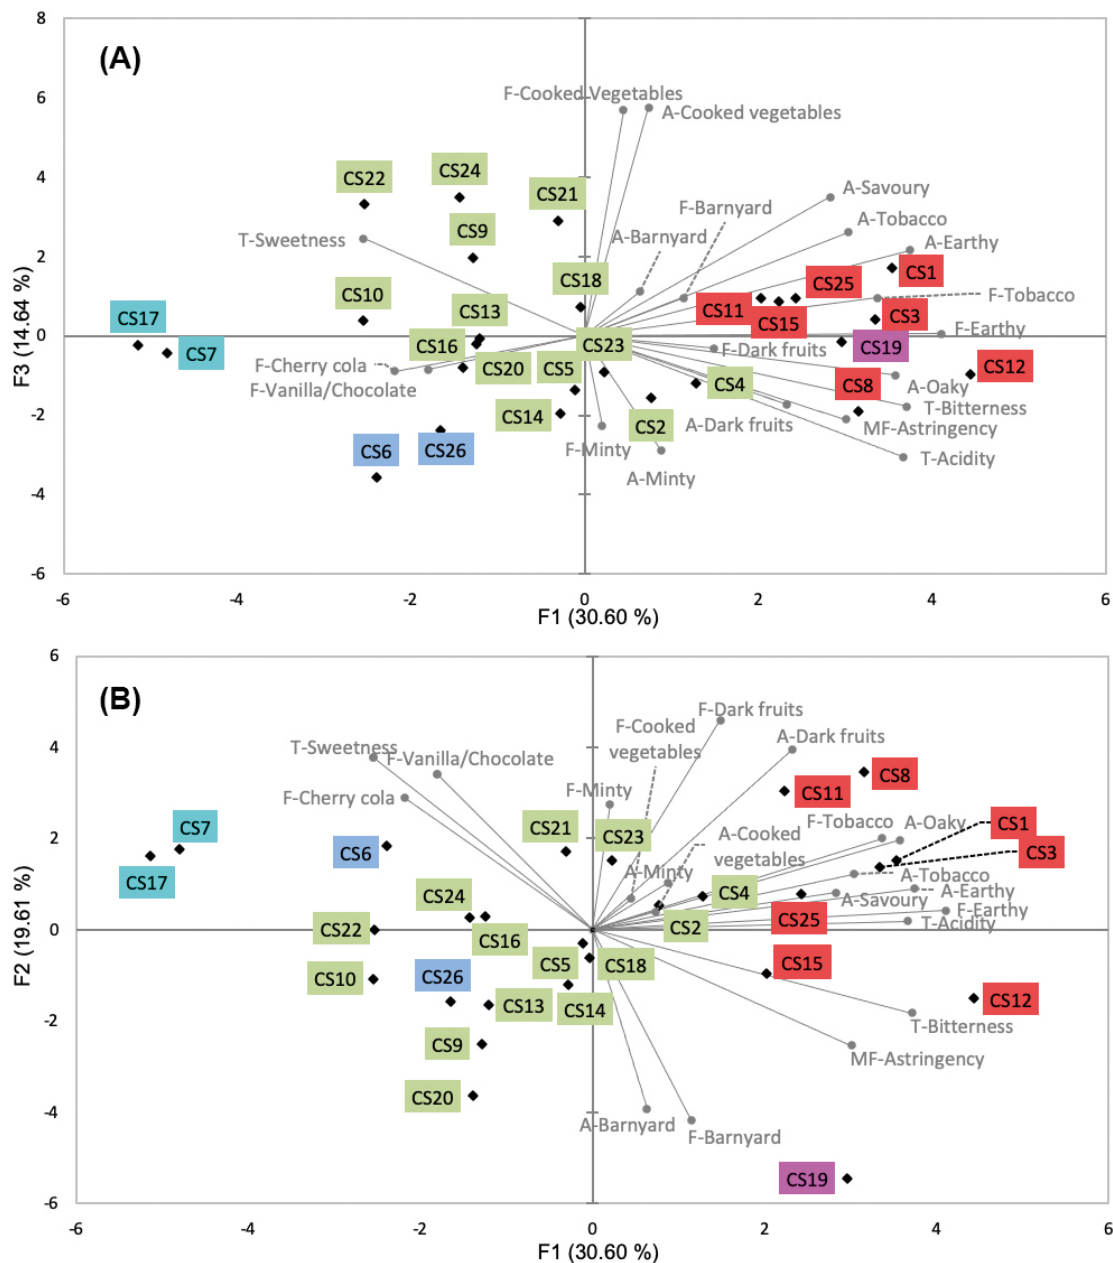 8
(A)
6
F-Cooked Vegetables
A-Cooked vegetables
4
CS22
CS24
CS21
A-Savoury
F-Barnyard
A-Tobacco
T-Sweetness
CS9
A-Barnyard
A-Earthy
2
CS18
CS25
CS1
CS10
CS13
CS11
F-Tobacco
CS17
CS15
CS3
0
F-Earthy
CS7
CS16
CS23
F-Dark fruits
CS19
F-Cherry cola
CS20
CS5
CS4
CS8
CS12
F-Vanilla/Chocolate
A-Oaky
T-Bitterness
-2
CS14
CS2
A-Dark fruits
MF-Astringency
CS6
CS26
F-Minty
T-Acidity
A-Minty
-4
-6
F3 (14.64 %)
-6
-4
-2
0
2
4
6
F1 (30.60 %)
6
(B)
F-Dark fruits
F-Cooked
vegetables
A-Dark fruits
4
T-Sweetness
F-Vanilla/Chocolate
CS8
F-Cherry cola
F-Minty
CS11
CS7
CS21
CS23
F-Tobacco
A-Oaky
CS1
2
CS6
A-Cooked
vegetables
CS3
CS17
A-Minty
A-Tobacco
CS24
CS4
A-Earthy
A-Savoury
F-Earthy
0
CS22
CS16
CS2
CS25
T-Acidity
CS10
CS26
CS5
CS18
CS15
CS13
CS14
CS12
T-Bitterness
-2
CS9
MF-Astringency
CS20
-4
A-Barnyard
F-Barnyard
CS19
-6
F2 (19.61 %)
-6
-4
-2
0
2
4
6
F1 (30.60 %)